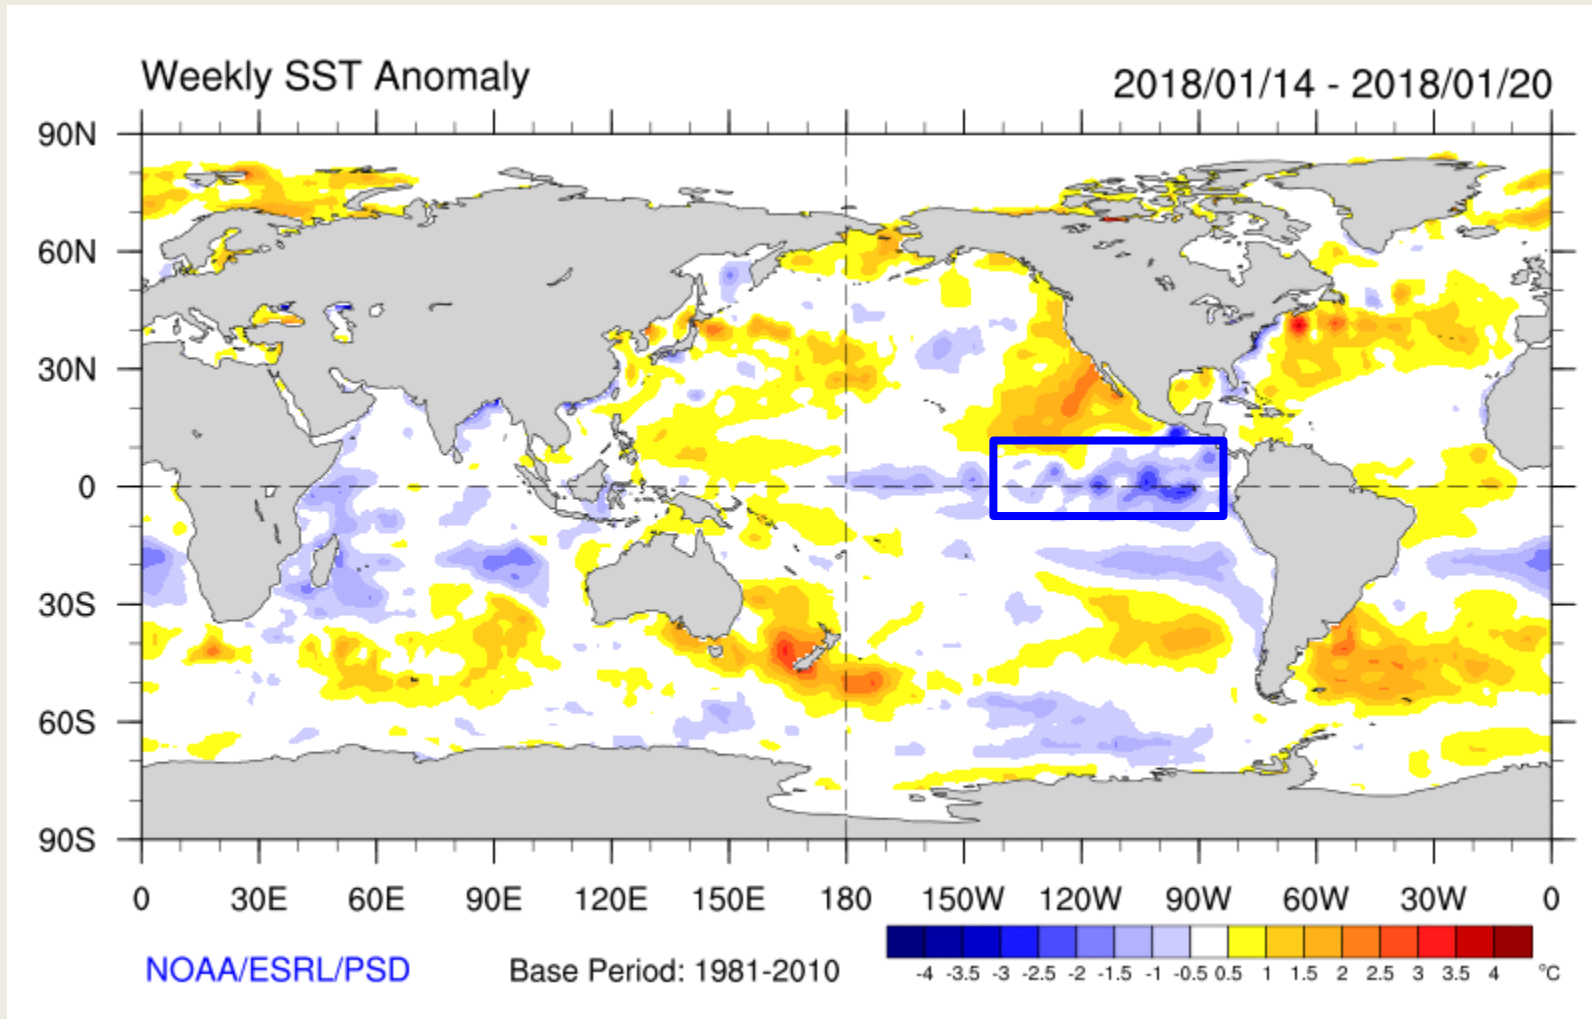 Weekly SST Anomaly 2018/01/14 - 2018/01/20
90N
60N
30N
0
30S
60S
90S
0 30E 60E 90E 120E 150E 180 150W 120W 90W 60W 30W 0
NOAA/ESRL/PSD Base Period: 1981-2010
-4 -3.5 -3 -2.5 -2 -1.5 -1 -0.5 0.5 1 1.5 2 2.5 3 3.5 4 °C